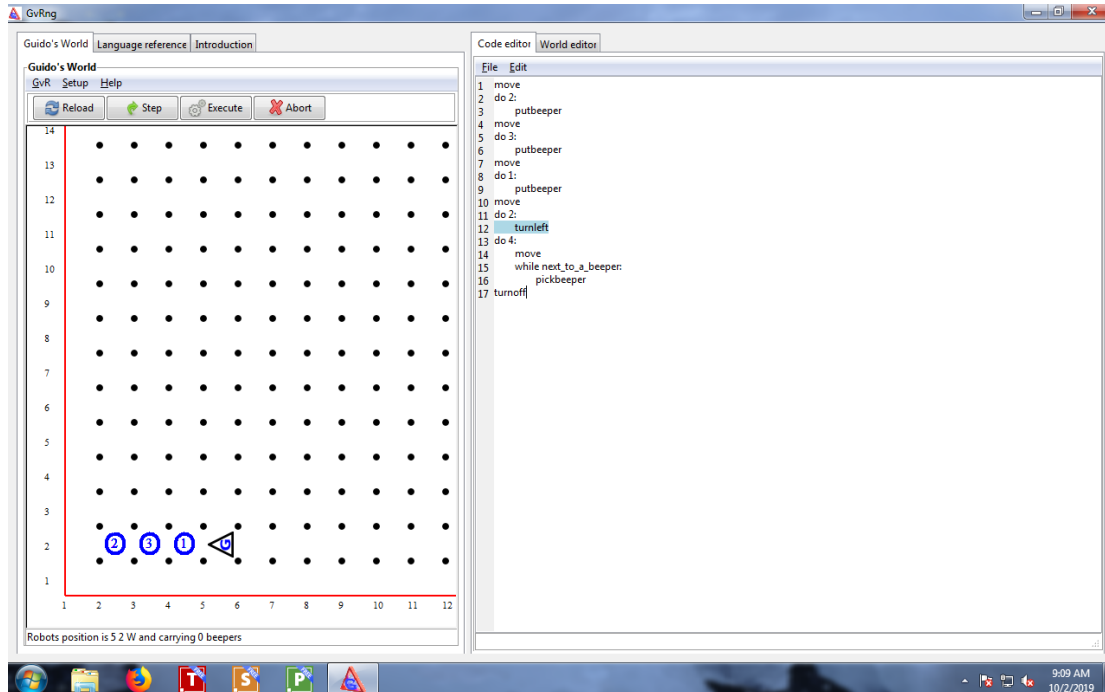 GvRng
Guido's World Language reference Introduction
Guido's World
GvR Setup Help
Reload Step Execute Abort
14
13
12
11
10
9
8
7
6
5
4
3
2
1
2 3 1 G
1 2 3 4 5 6 7 8 9 10 11 12
Robots position is 5 2 W and carrying 0 beepers
Code editor World editor
File Edit
1 move
2 do 2:
3 putbeeper
4 move
5 do 3:
6 putbeeper
7 move
8 do 1:
9 putbeeper
10 move
11 do 2:
12 turnleft
13 do 4:
14 move
15 while next_to_a_beeper:
16 pickbeeper
17 turnoff
T S P
9:09 AM
10/2/2019